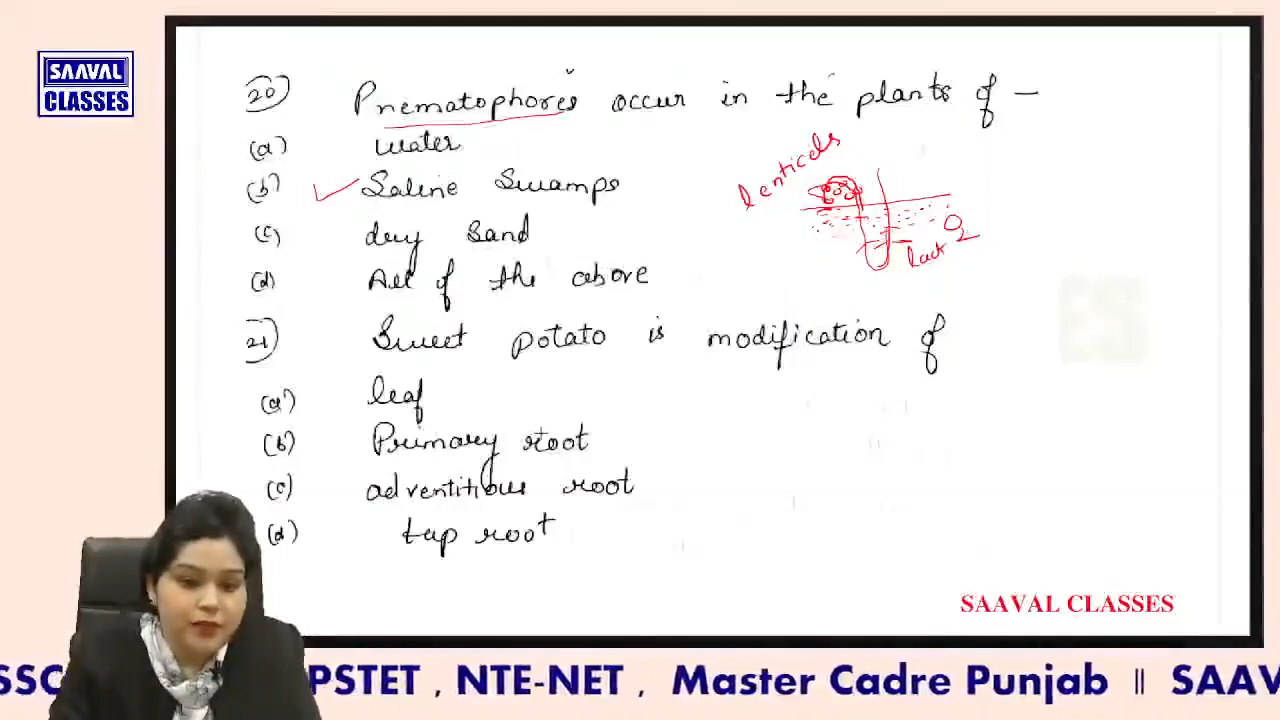 SAAVAL
CLASSES
20) Pnematophores occur in the plants of —
(a) water
(b) Saline Swamps
(c) dry sand
(d) All of the above
lenticels
lack O2
21) Sweet potato is modification of
(a) leaf
(b) Primary root
(c) adventitious root
(d) tap root
SAAVAL CLASSES
SSC PSTET , NTE-NET , Master Cadre Punjab || SAAV